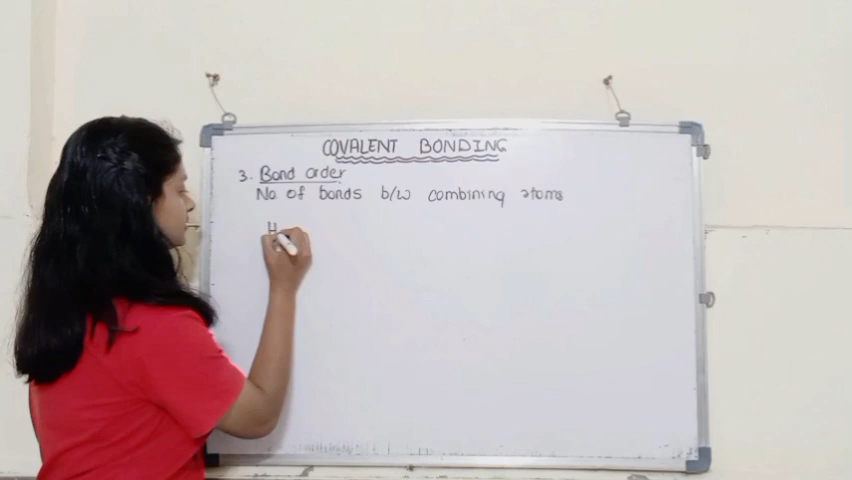 COVALENT BONDING
3. Bond order
No. of bonds b/w combining atoms
H